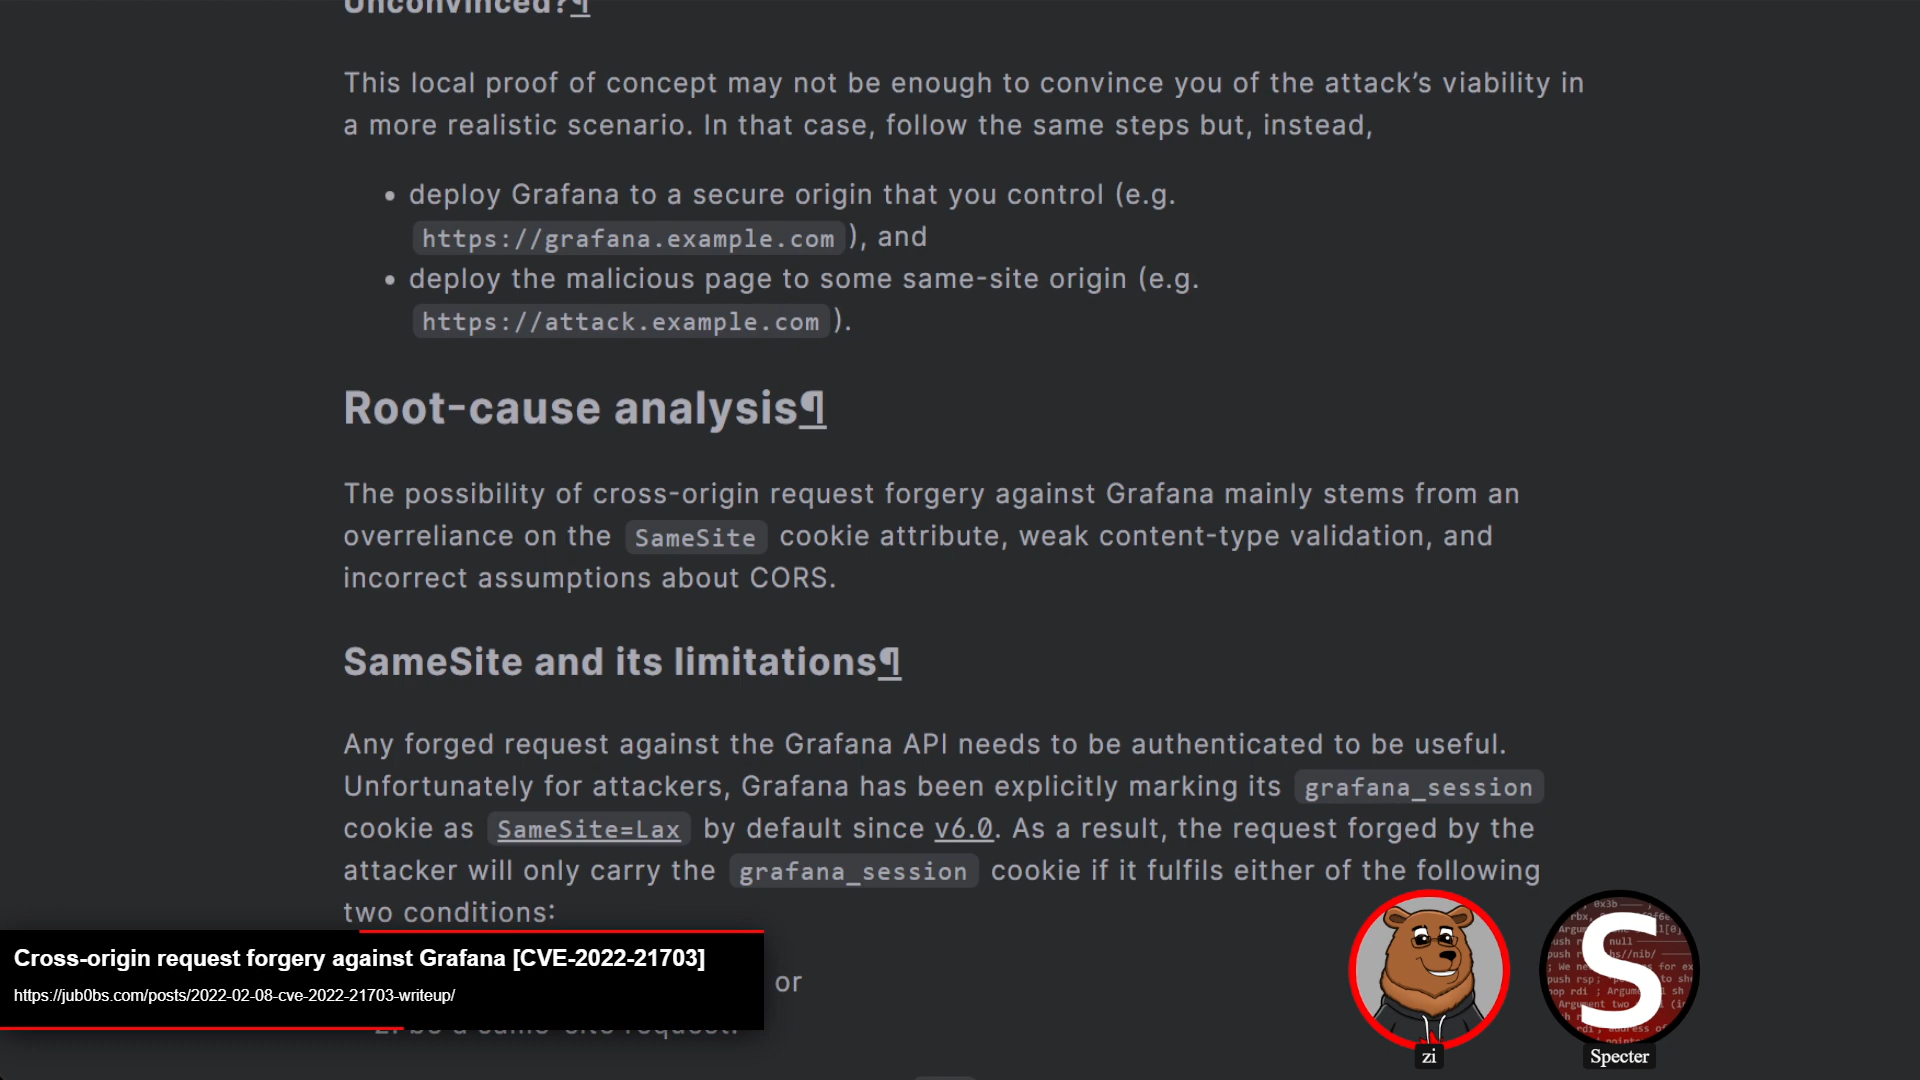 Unconvinced?¶
This local proof of concept may not be enough to convince you of the attack’s viability in
a more realistic scenario. In that case, follow the same steps but, instead,
• deploy Grafana to a secure origin that you control (e.g.
https://grafana.example.com ), and
• deploy the malicious page to some same-site origin (e.g.
https://attack.example.com ).
Root-cause analysis¶
The possibility of cross-origin request forgery against Grafana mainly stems from an
overreliance on the SameSite cookie attribute, weak content-type validation, and
incorrect assumptions about CORS.
SameSite and its limitations¶
Any forged request against the Grafana API needs to be authenticated to be useful.
Unfortunately for attackers, Grafana has been explicitly marking its grafana_session
cookie as SameSite=Lax by default since v6.0. As a result, the request forged by the
attacker will only carry the grafana_session cookie if it fulfils either of the following
two conditions:
or
2. be a same-site request.
Cross-origin request forgery against Grafana [CVE-2022-21703]
https://jub0bs.com/posts/2022-02-08-cve-2022-21703-writeup/
zi
S
Specter